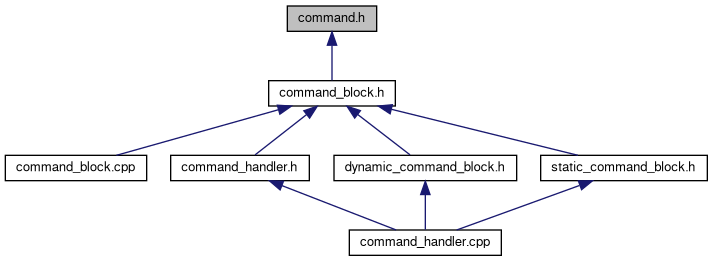 command.h
command_block.h
command_block.cpp
command_handler.h
dynamic_command_block.h
static_command_block.h
command_handler.cpp